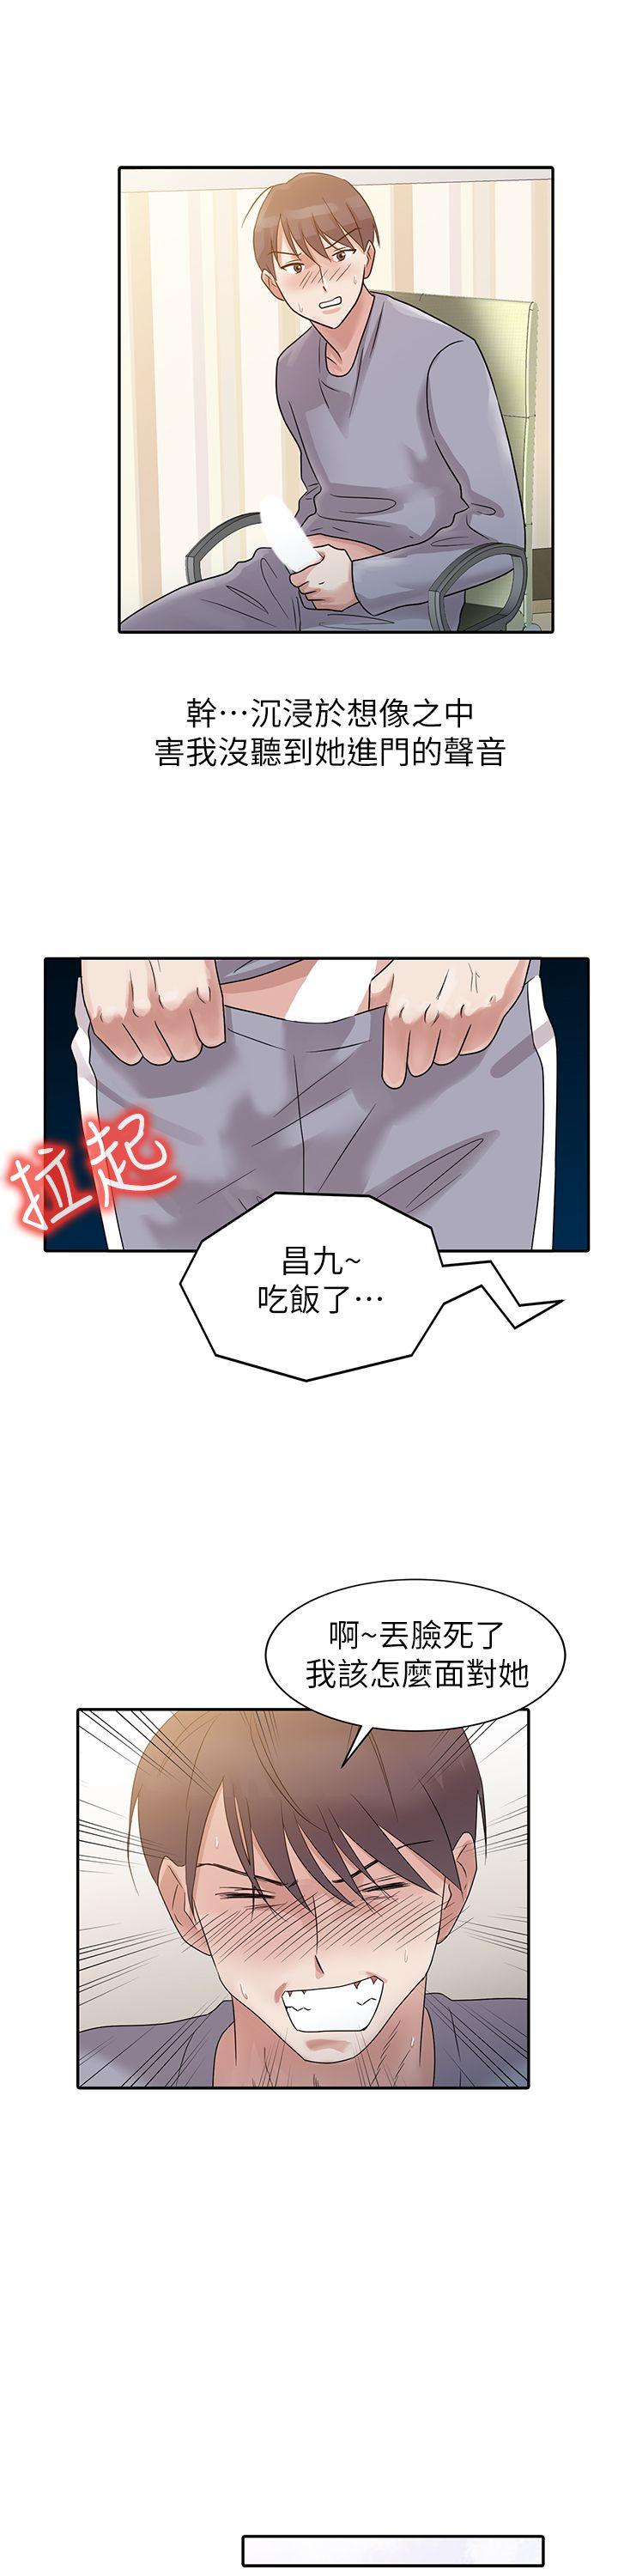 幹⋯沉浸於想像之中
害我沒聽到她進門的聲音
拉起
昌九~
吃飯了⋯
啊~丟臉死了
我該怎麼面對她